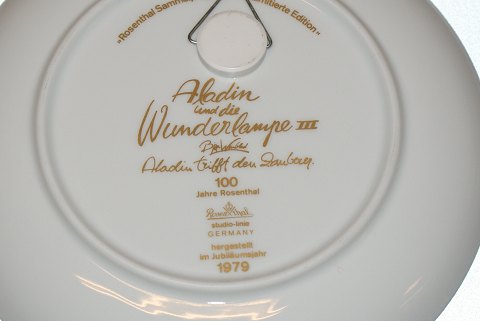 »Rosenthal Samm
mitierte Edition"
Aladin
und die
Wunderlampe III
Aladin trifft den Zauberer.
100
Jahre Rosenthal
Rosenthal
studio-linie
GERMANY
hergestellt
im Jubiläumsjahr
1979